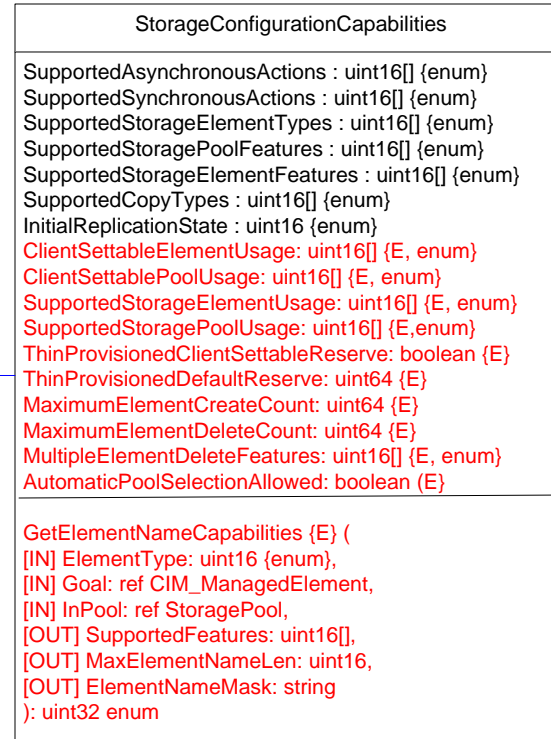 StorageConfigurationCapabilities
SupportedAsynchronousActions : uint16[] {enum}
SupportedSynchronousActions : uint16[] {enum}
SupportedStorageElementTypes : uint16[] {enum}
SupportedStoragePoolFeatures : uint16[] {enum}
SupportedStorageElementFeatures : uint16[] {enum}
SupportedCopyTypes : uint16[] {enum}
InitialReplicationState : uint16 {enum}
ClientSettableElementUsage: uint16[] {E, enum}
ClientSettablePoolUsage: uint16[] {E, enum}
SupportedStorageElementUsage: uint16[] {E, enum}
SupportedStoragePoolUsage: uint16[] {E,enum}
ThinProvisionedClientSettableReserve: boolean {E}
ThinProvisionedDefaultReserve: uint64 {E}
MaximumElementCreateCount: uint64 {E}
MaximumElementDeleteCount: uint64 {E}
MultipleElementDeleteFeatures: uint16[] {E, enum}
AutomaticPoolSelectionAllowed: boolean (E}
GetElementNameCapabilities {E} (
[IN] ElementType: uint16 {enum},
[IN] Goal: ref CIM_ManagedElement,
[IN] InPool: ref StoragePool,
[OUT] SupportedFeatures: uint16[],
[OUT] MaxElementNameLen: uint16,
[OUT] ElementNameMask: string
): uint32 enum